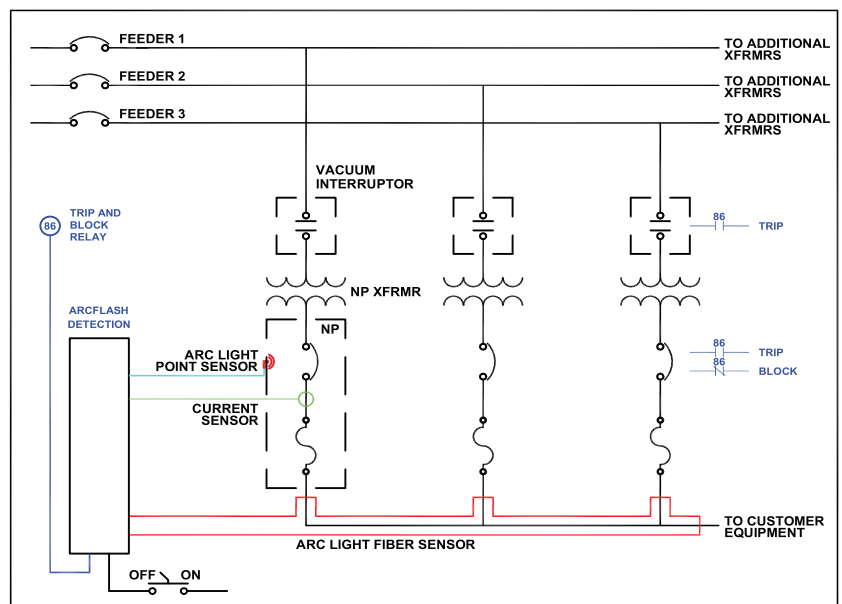 FEEDER 1
TO ADDITIONAL
XFRMRS
FEEDER 2
TO ADDITIONAL
XFRMRS
FEEDER 3
TO ADDITIONAL
XFRMRS
VACUUM
INTERRUPTOR
86
TRIP AND
BLOCK
RELAY
86
TRIP
NP XFRMR
ARCFLASH
DETECTION
NP
ARC LIGHT
POINT SENSOR
86
TRIP
86
BLOCK
CURRENT
SENSOR
TO CUSTOMER
EQUIPMENT
ARC LIGHT FIBER SENSOR
OFF ON